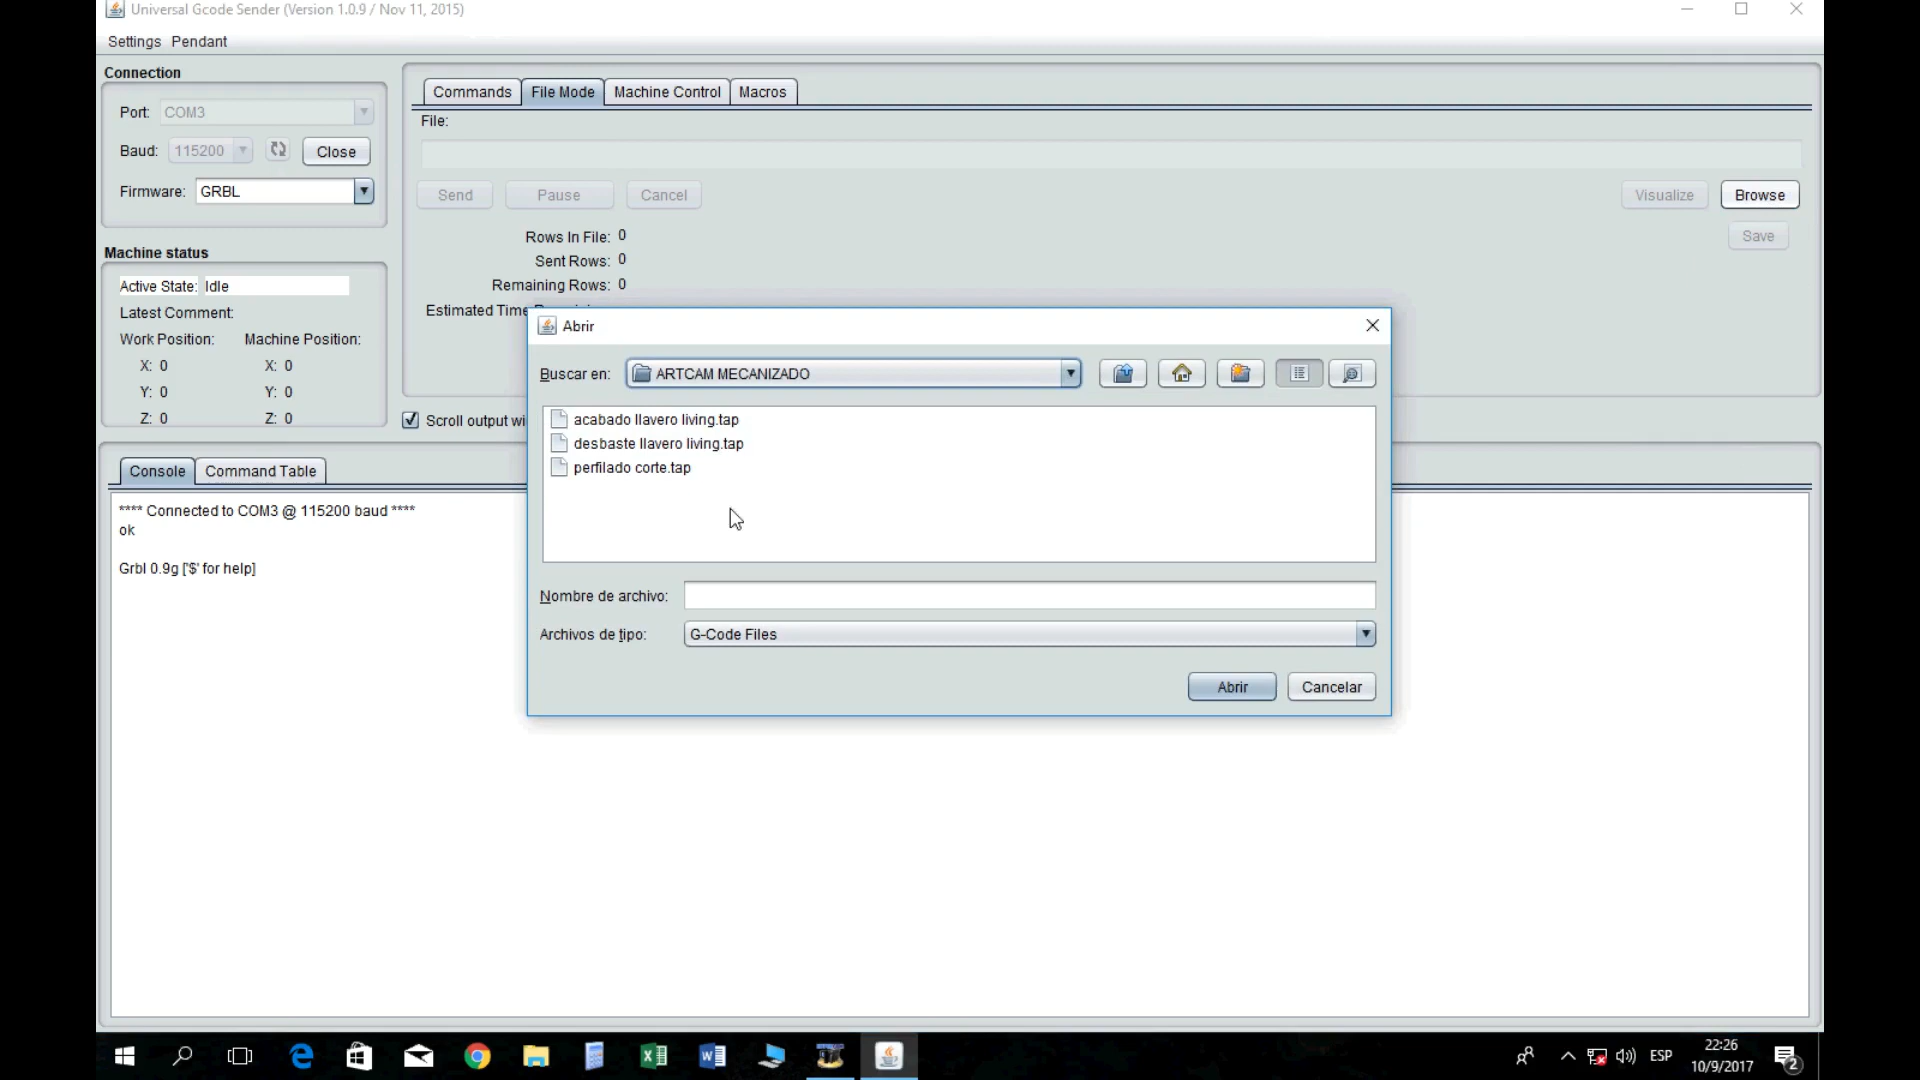 Universal Gcode Sender (Version 1.0.9 / Nov 11, 2015)
Settings Pendant
Connection
Port: COM3
Baud: 115200 Close
Firmware: GRBL
Machine status
Active State: Idle
Latest Comment:
Work Position: Machine Position:
X: 0 X: 0
Y: 0 Y: 0
Z: 0 Z: 0
Commands File Mode Machine Control Macros
File:
Send Pause Cancel Visualize Browse
Save
Rows In File: 0
Sent Rows: 0
Remaining Rows: 0
Estimated Time
Scroll output wi
Abrir
Buscar en: ARTCAM MECANIZADO
acabado llavero living.tap
desbaste llavero living.tap
perfilado corte.tap
Nombre de archivo:
Archivos de tipo: G-Code Files
Abrir Cancelar
Console Command Table
**** Connected to COM3 @ 115200 baud ****
ok
Grbl 0.9g ['$' for help]
ESP
22:26
10/9/2017
2